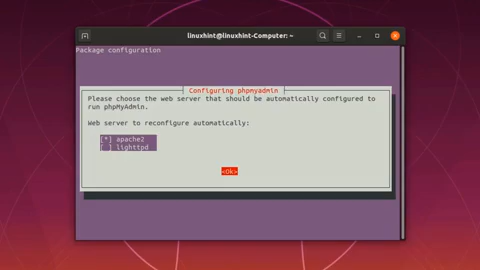 linuxhint@linuxhint-Computer: ~
Package configuration
Configuring phpmyadmin
Please choose the web server that should be automatically configured to
run phpMyAdmin.
Web server to reconfigure automatically:
[*] apache2
[ ] lighttpd
<Ok>